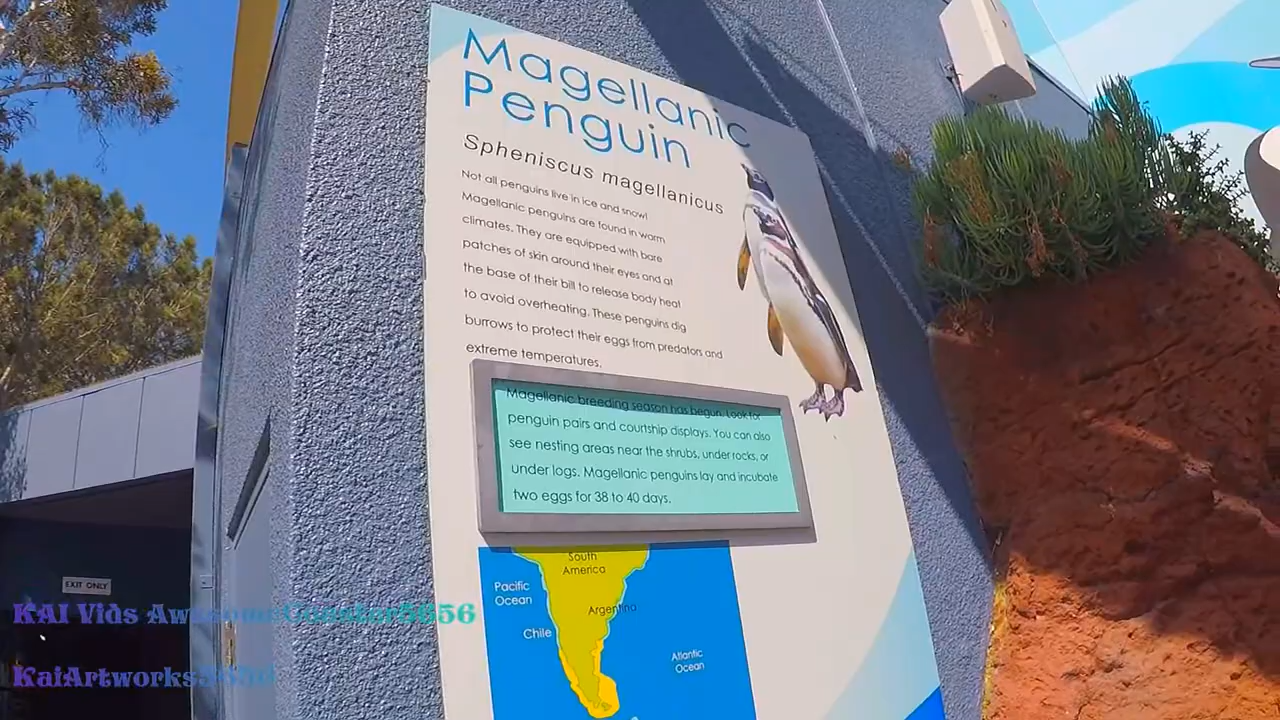 Magellanic
Penguin
Spheniscus magellanicus
Not all penguins live in ice and snow!
Magellanic penguins are found in warm
climates. They are equipped with bare
patches of skin around their eyes and at
the base of their bill to release body heat
to avoid overheating. These penguins dig
burrows to protect their eggs from predators and
extreme temperatures.
Magellanic breeding season has begun. Look for
penguin pairs and courtship displays. You can also
see nesting areas near the shrubs, under rocks, or
under logs. Magellanic penguins lay and incubate
two eggs for 38 to 40 days.
South
America
Pacific
Ocean
Argentina
Chile
Atlantic
Ocean
EXIT ONLY
KAI Vids Awesome Coaster5656
KaiArtworks5656